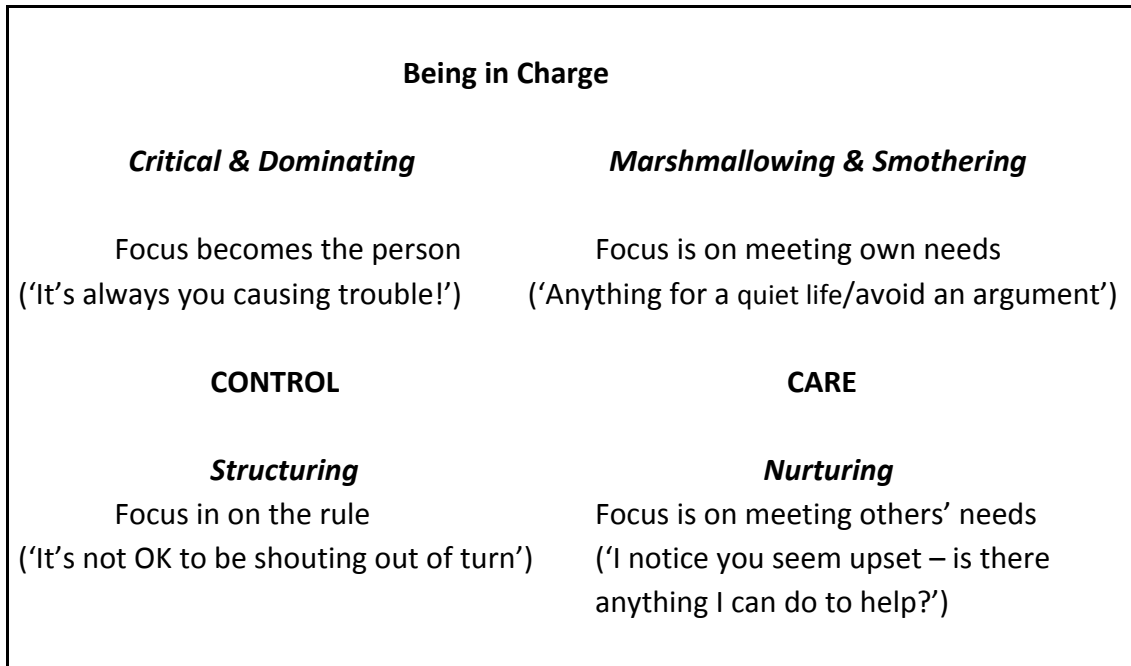 Being in Charge
Critical & Dominating Marshmallowing & Smothering
Focus becomes the person Focus is on meeting own needs
(‘It’s always you causing trouble!’) (‘Anything for a quiet life/avoid an argument’)
CONTROL CARE
Structuring Nurturing
Focus in on the rule Focus is on meeting others’ needs
(‘It’s not OK to be shouting out of turn’) (‘I notice you seem upset – is there
anything I can do to help?’)